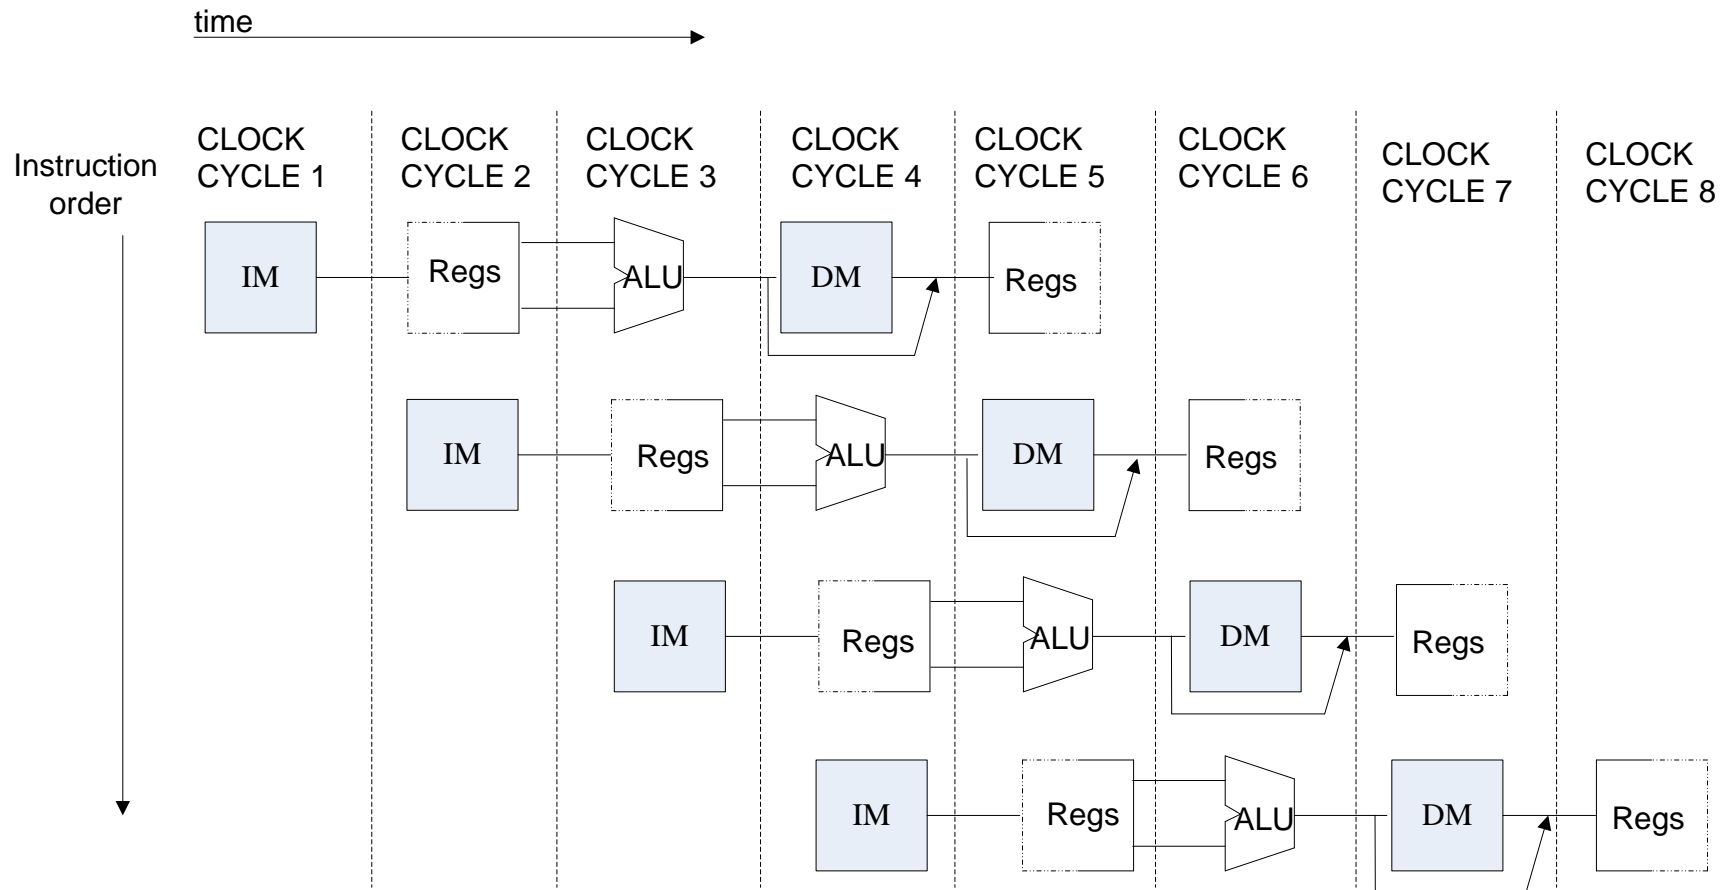 time
Instruction
order
CLOCK
CYCLE 1
CLOCK
CYCLE 2
CLOCK
CYCLE 3
CLOCK
CYCLE 4
CLOCK
CYCLE 5
CLOCK
CYCLE 6
CLOCK
CYCLE 7
CLOCK
CYCLE 8
IM
Regs
ALU
DM
Regs
IM
Regs
ALU
DM
Regs
IM
Regs
ALU
DM
Regs
IM
Regs
ALU
DM
Regs